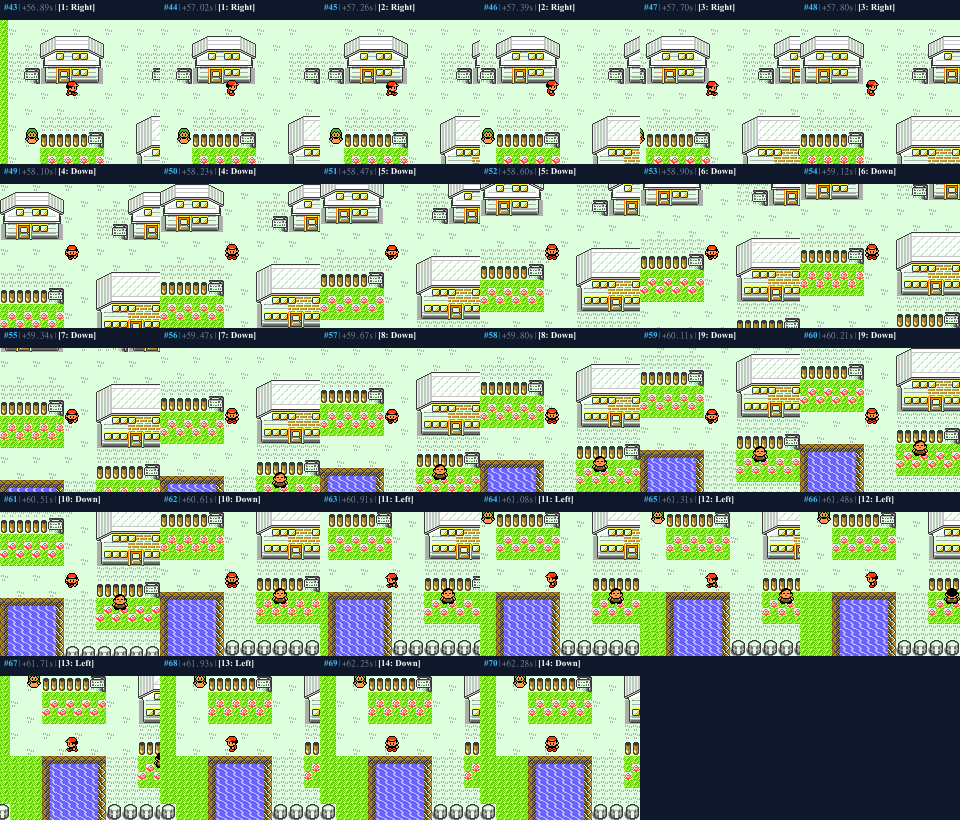 #43|+56.89s|[1: Right] #44|+57.02s|[1: Right] #45|+57.26s|[2: Right] #46|+57.39s|[2: Right] #47|+57.70s|[3: Right] #48|+57.80s|[3: Right]
#49|+58.10s|[4: Down] #50|+58.23s|[4: Down] #51|+58.47s|[5: Down] #52|+58.60s|[5: Down] #53|+58.90s|[6: Down] #54|+59.12s|[6: Down]
#55|+59.34s|[7: Down] #56|+59.47s|[7: Down] #57|+59.67s|[8: Down] #58|+59.80s|[8: Down] #59|+60.11s|[9: Down] #60|+60.21s|[9: Down]
#61|+60.51s|[10: Down] #62|+60.61s|[10: Down] #63|+60.91s|[11: Left] #64|+61.08s|[11: Left] #65|+61.31s|[12: Left] #66|+61.48s|[12: Left]
#67|+61.71s|[13: Left] #68|+61.93s|[13: Left] #69|+62.25s|[14: Down] #70|+62.28s|[14: Down]